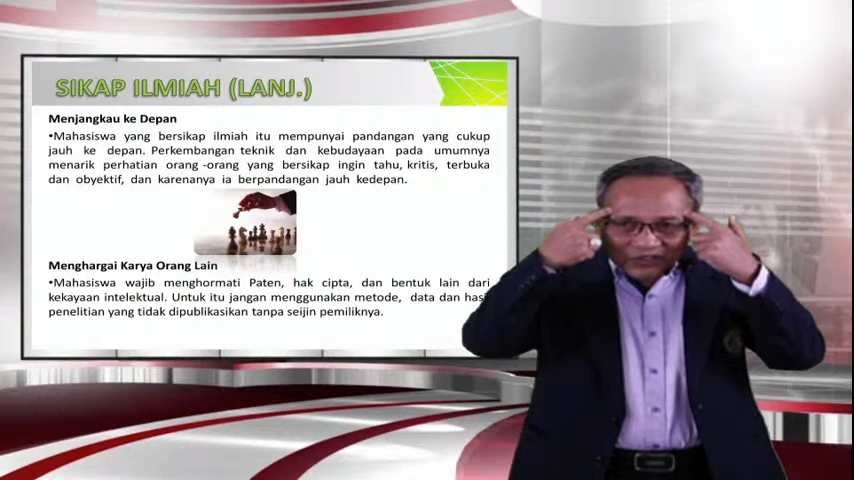 SIKAP ILMIAH (LANJ.)
Menjangkau ke Depan
•Mahasiswa yang bersikap ilmiah itu mempunyai pandangan yang cukup
jauh ke depan. Perkembangan teknik dan kebudayaan pada umumnya
menarik perhatian orang -orang yang bersikap ingin tahu, kritis, terbuka
dan obyektif, dan karenanya ia berpandangan jauh kedepan.
Menghargai Karya Orang Lain
•Mahasiswa wajib menghormati Paten, hak cipta, dan bentuk lain dari
kekayaan intelektual. Untuk itu jangan menggunakan metode, data dan hasi
penelitian yang tidak dipublikasikan tanpa seijin pemiliknya.